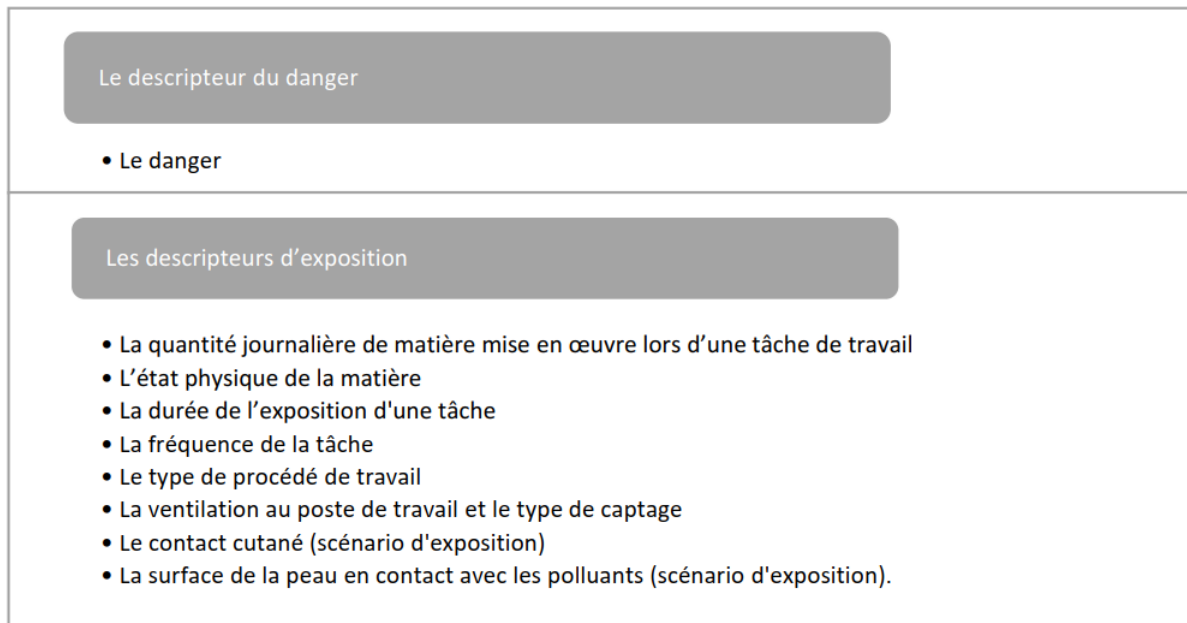 Le descripteur du danger
• Le danger
Les descripteurs d’exposition
• La quantité journalière de matière mise en œuvre lors d’une tâche de travail
• L’état physique de la matière
• La durée de l’exposition d'une tâche
• La fréquence de la tâche
• Le type de procédé de travail
• La ventilation au poste de travail et le type de captage
• Le contact cutané (scénario d'exposition)
• La surface de la peau en contact avec les polluants (scénario d'exposition).